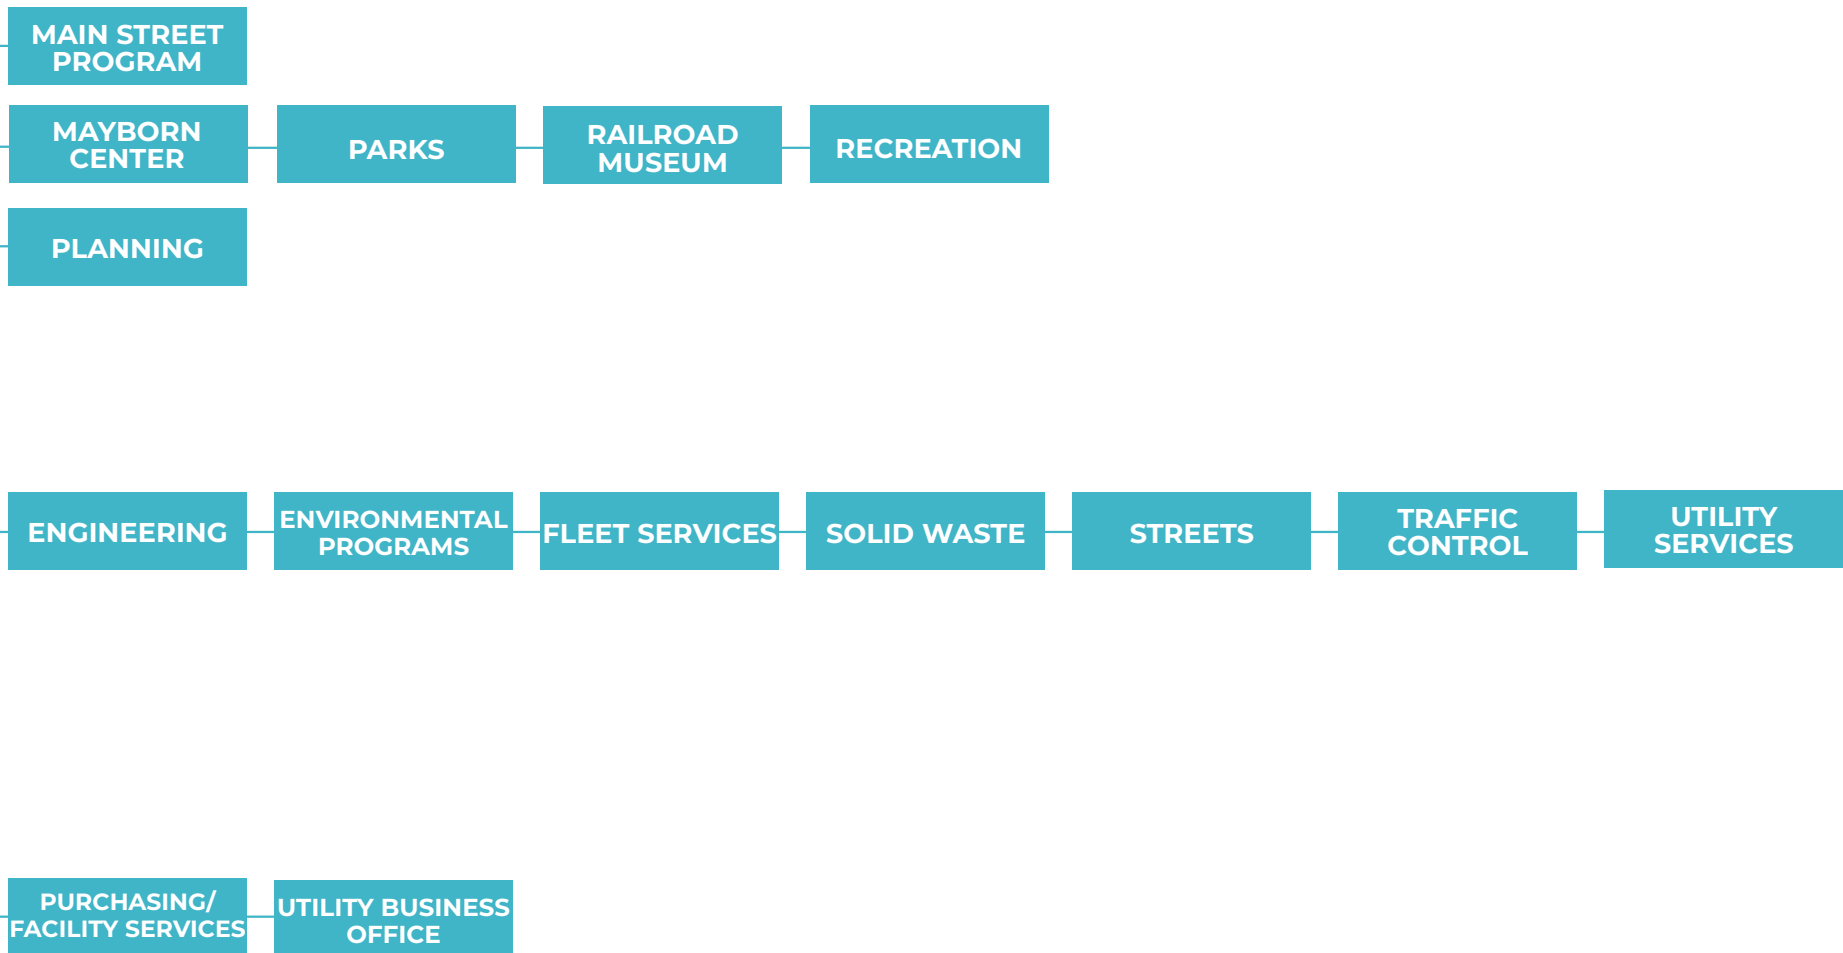 MAIN STREET
PROGRAM
MAYBORN
CENTER
PARKS
RAILROAD
MUSEUM
RECREATION
PLANNING
ENGINEERING
ENVIRONMENTAL
PROGRAMS
FLEET SERVICES
SOLID WASTE
STREETS
TRAFFIC
CONTROL
UTILITY
SERVICES
PURCHASING/
FACILITY SERVICES
UTILITY BUSINESS
OFFICE